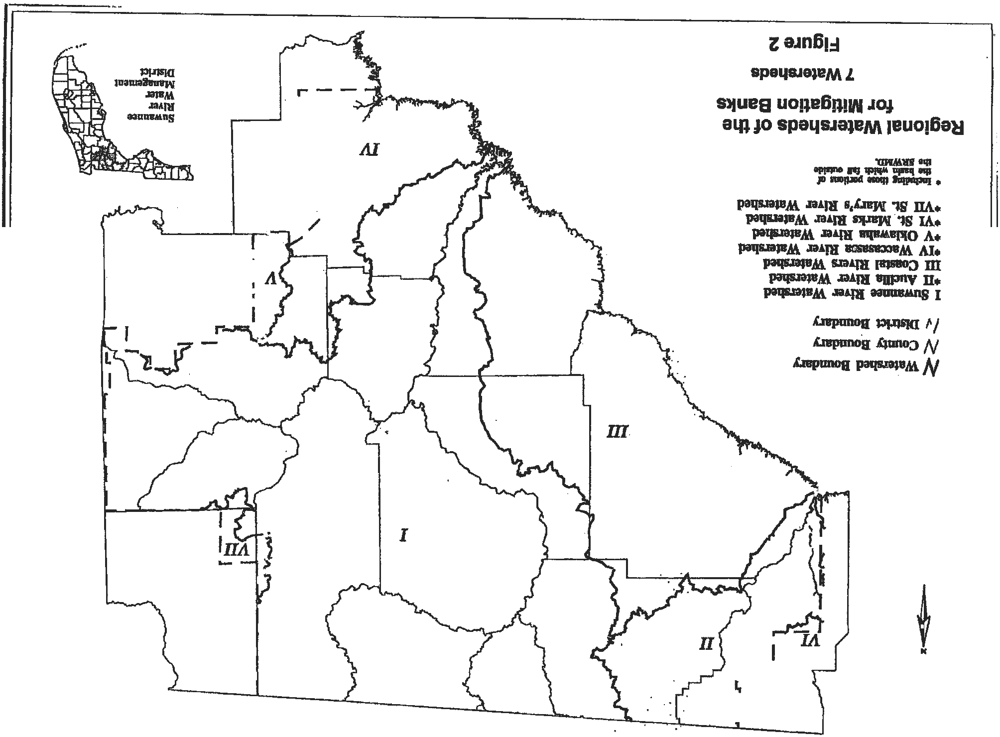 N
VI
II
I
VII
III
V
IV
Watershed Boundary
County Boundary
District Boundary
I Suwannee River Watershed
*II Aucilla River Watershed
III Coastal Rivers Watershed
*IV Waccasassa River Watershed
*V Oklawaha River Watershed
*VI St. Marks River Watershed
*VII St. Mary's River Watershed
* Including those portions of
the basin which fall outside
the SRWMD.
Regional Watersheds of the
for Mitigation Banks
7 Watersheds
Figure 2
Suwannee
River
Water
Management
District